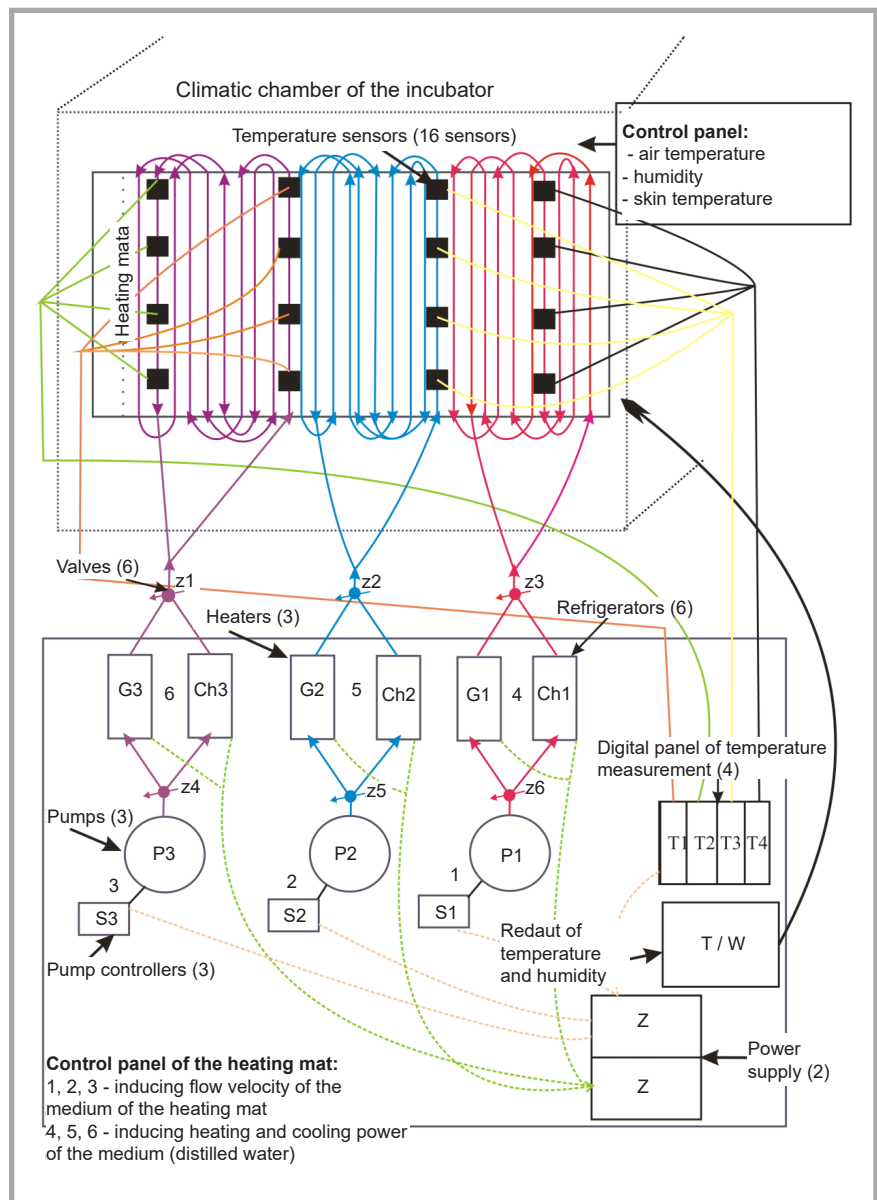 Climatic chamber of the incubator
Temperature sensors (16 sensors)
Control panel:
- air temperature
- humidity
- skin temperature
Heating mata
Valves (6)
z1
z2
z3
Heaters (3)
Refrigerators (6)
G3
6
Ch3
G2
5
Ch2
G1
4
Ch1
Digital panel of temperature
measurement (4)
z4
z5
z6
Pumps (3)
P3
P2
P1
T1
T2
T3
T4
3
2
1
S3
S2
S1
Pump controllers (3)
Redaut of
temperature
and humidity
T / W
Z
Z
Power
supply (2)
Control panel of the heating mat:
1, 2, 3 - inducing flow velocity of the
medium of the heating mat
4, 5, 6 - inducing heating and cooling power
of the medium (distilled water)